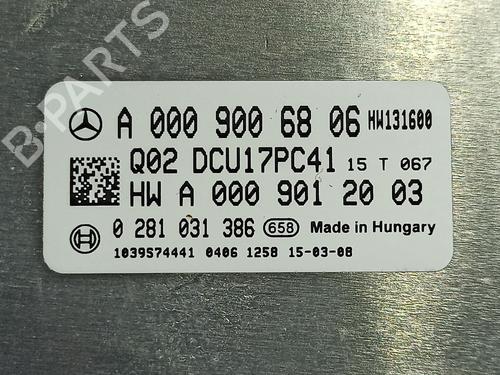 A 000 900 68 06 HW131600
Q02 DCU17PC41 15 T 067
HW A 000 901 20 03
0 281 031 386 658 Made in Hungary
1039S74441 0406 1258 15-03-08
B-PARTS